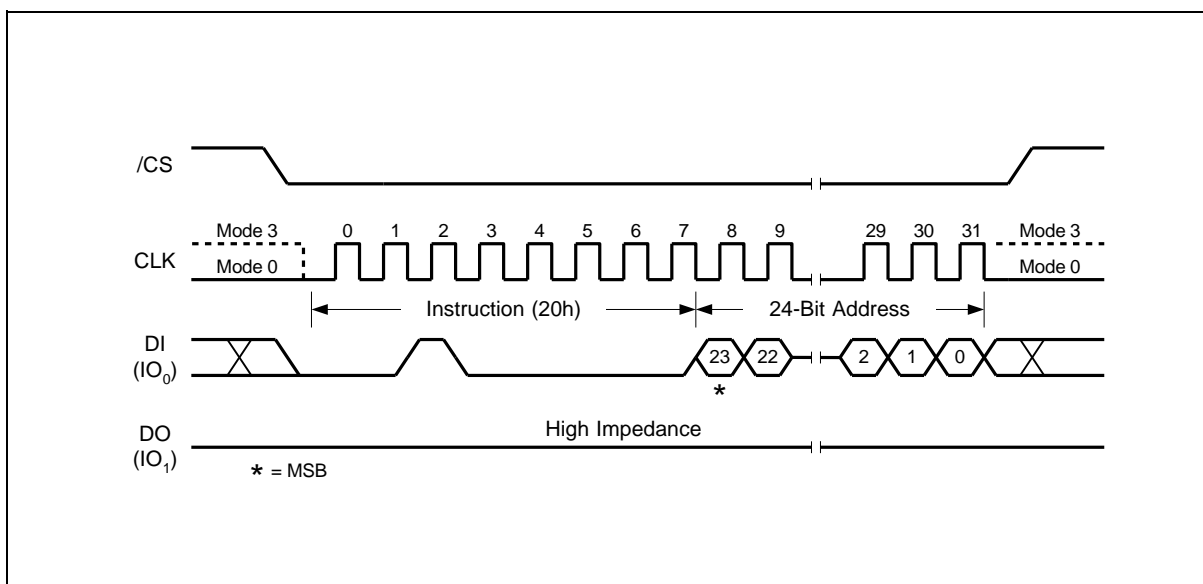 /CS
Mode 3
0 1 2 3 4 5 6 7 8 9 29 30 31
Mode 3
CLK
Mode 0
Mode 0
Instruction (20h)
24-Bit Address
DI
(IO0)
23 22 2 1 0
*
DO
(IO1)
High Impedance
* = MSB